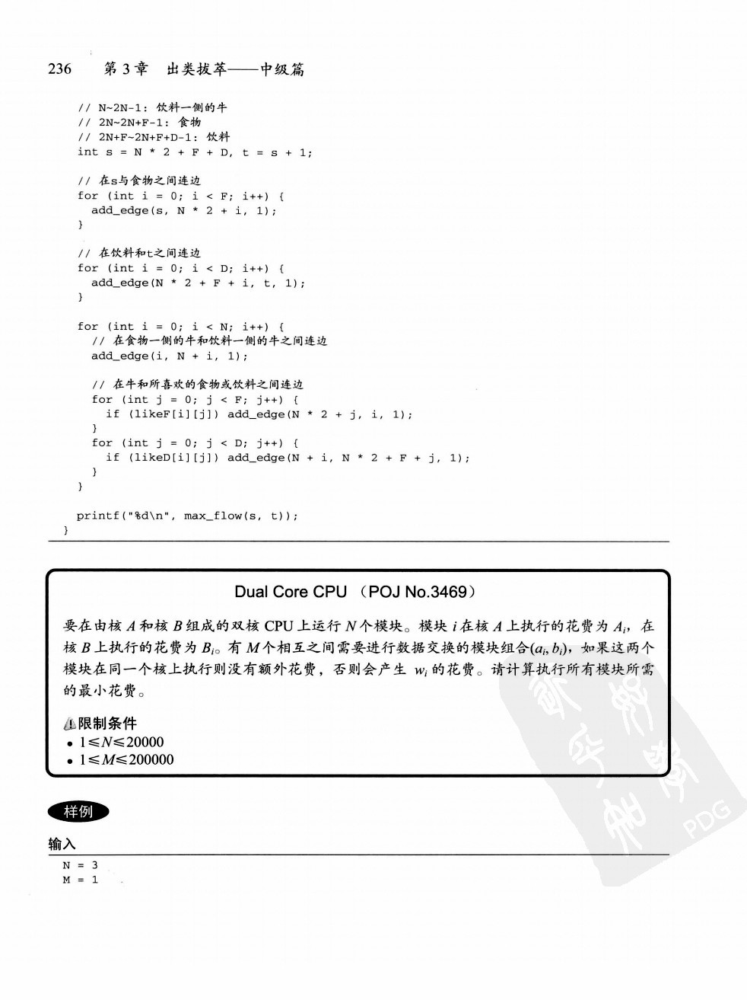 236 第 3 章 出类拔萃——中级篇
// N~2N-1: 饮料一侧的牛
// 2N~2N+F-1: 食物
// 2N+F~2N+F+D-1: 饮料
int s = N * 2 + F + D, t = s + 1;
// 在s与食物之间连边
for (int i = 0; i < F; i++) {
add_edge(s, N * 2 + i, 1);
}
// 在饮料和t之间连边
for (int i = 0; i < D; i++) {
add_edge(N * 2 + F + i, t, 1);
}
for (int i = 0; i < N; i++) {
// 在食物一侧的牛和饮料一侧的牛之间连边
add_edge(i, N + i, 1);
// 在牛和所喜欢的食物或饮料之间连边
for (int j = 0; j < F; j++) {
if (likeF[i][j]) add_edge(N * 2 + j, i, 1);
}
for (int j = 0; j < D; j++) {
if (likeD[i][j]) add_edge(N + i, N * 2 + F + j, 1);
}
}
printf("%d\n", max_flow(s, t));
}
Dual Core CPU （POJ No.3469）
要在由核 A 和核 B 组成的双核 CPU 上运行 N 个模块。模块 i 在核 A 上执行的花费为 Ai，在
核 B 上执行的花费为 Bi。有 M 个相互之间需要进行数据交换的模块组合(ai, bi)，如果这两个
模块在同一个核上执行则没有额外花费，否则会产生 wi 的花费。请计算执行所有模块所需
的最小花费。
限制条件
• 1≤N≤20000
• 1≤M≤200000
样例
输入
N = 3
M = 1
PDG